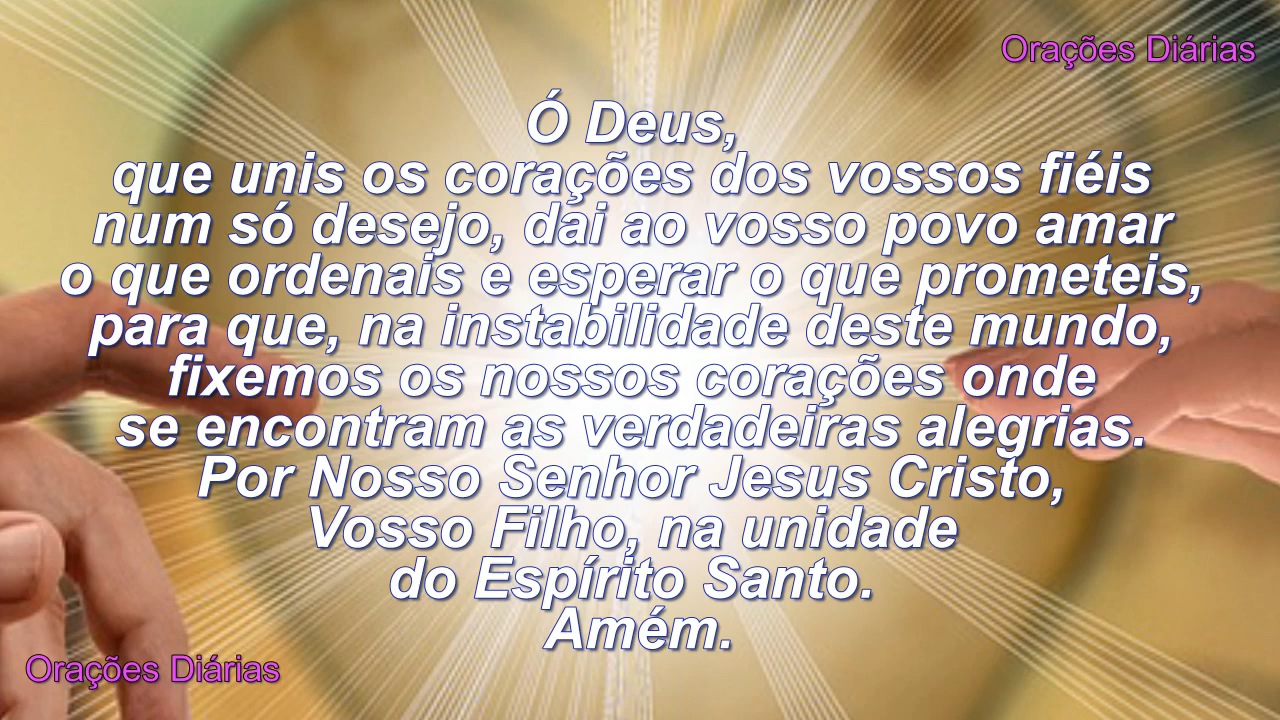 Orações Diárias
Ó Deus,
que unis os corações dos vossos fiéis
num só desejo, dai ao vosso povo amar
o que ordenais e esperar o que prometeis,
para que, na instabilidade deste mundo,
fixemos os nossos corações onde
se encontram as verdadeiras alegrias.
Por Nosso Senhor Jesus Cristo,
Vosso Filho, na unidade
do Espírito Santo.
Amém.
Orações Diárias